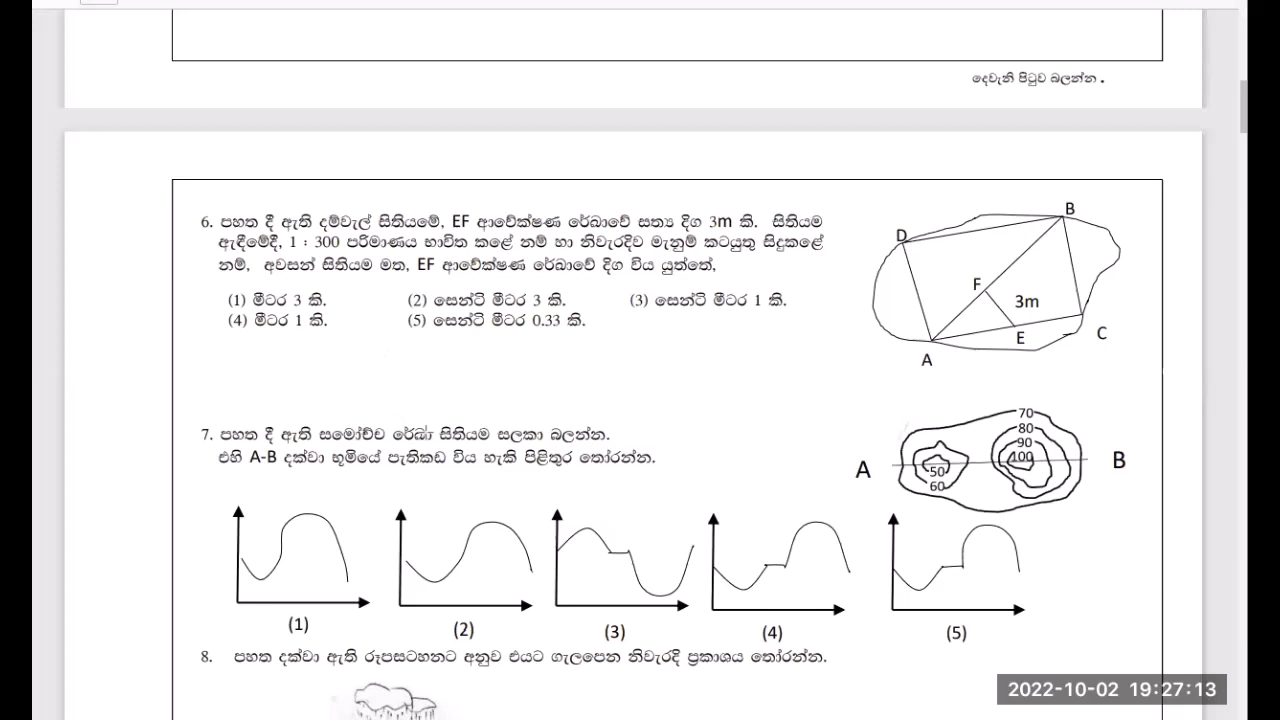 දෙවැනි පිටුව බලන්න .
6. පහත දී ඇති දම්වැල් සිතියමේ, EF ආවේක්ෂණ රේඛාවේ සත්‍ය දිග 3m කි. සිතියම
ඇඳීමේදී, 1 : 300 පරිමාණය භාවිත කළේ නම් හා නිවැරදිව මැනුම් කටයුතු සිදුකළේ
නම්, අවසන් සිතියම මත, EF ආවේක්ෂණ රේඛාවේ දිග විය යුත්තේ,
(1) මීටර 3 කි. (2) සෙන්ටි මීටර 3 කි. (3) සෙන්ටි මීටර 1 කි.
(4) මීටර 1 කි. (5) සෙන්ටි මීටර 0.33 කි.
B
D
F
3m
E
C
A
7. පහත දී ඇති සමෝච්ච රේඛා සිතියම සලකා බලන්න.
එහි A-B දක්වා භූමියේ පැතිකඩ විය හැකි පිළිතුර තෝරන්න.
70
80
90
100
A
50
60
B
(1) (2) (3) (4) (5)
8. පහත දක්වා ඇති රූපසටහනට අනුව එයට ගැලපෙන නිවැරදි ප්‍රකාශය තෝරන්න.
2022-10-02 19:27:13